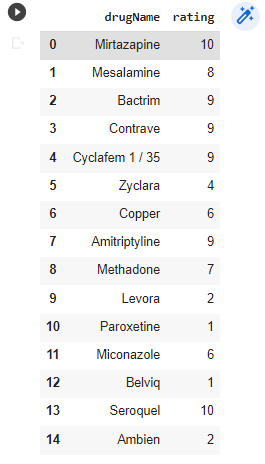 drugName rating
0 Mirtazapine 10
1 Mesalamine 8
2 Bactrim 9
3 Contrave 9
4 Cyclafem 1 / 35 9
5 Zyclara 4
6 Copper 6
7 Amitriptyline 9
8 Methadone 7
9 Levora 2
10 Paroxetine 1
11 Miconazole 6
12 Belviq 1
13 Seroquel 10
14 Ambien 2